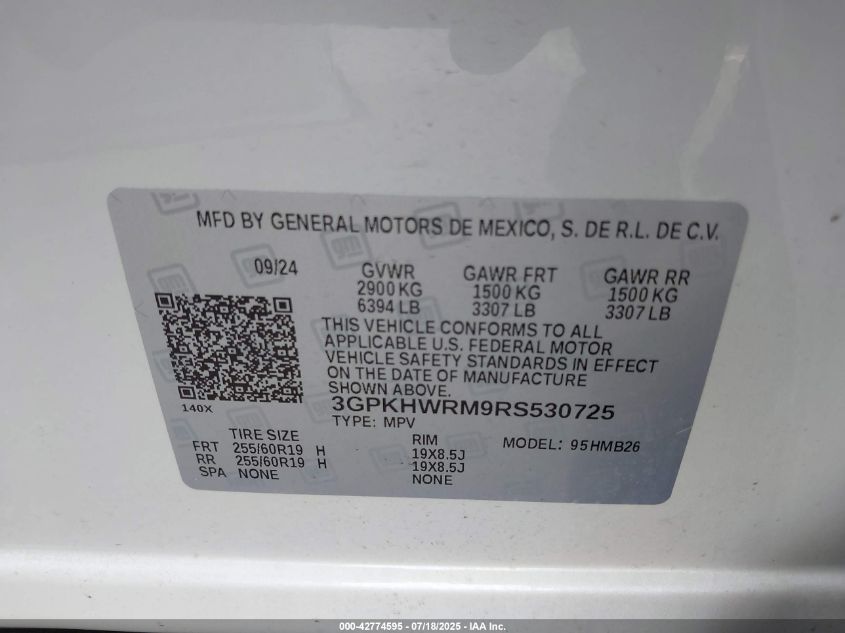 MFD BY GENERAL MOTORS DE MEXICO, S. DE R.L. DE C.V.
09/24 GVWR GAWR FRT GAWR RR
2900 KG 1500 KG 1500 KG
6394 LB 3307 LB 3307 LB
THIS VEHICLE CONFORMS TO ALL
APPLICABLE U.S. FEDERAL MOTOR
VEHICLE SAFETY STANDARDS IN EFFECT
ON THE DATE OF MANUFACTURE
SHOWN ABOVE.
140X
3GPKHWRM9RS530725
TYPE: MPV
TIRE SIZE RIM MODEL: 95HMB26
FRT 255/60R19 H 19X8.5J
RR 255/60R19 H 19X8.5J
SPA NONE NONE
000-42774595 - 07/18/2025 - IAA Inc.